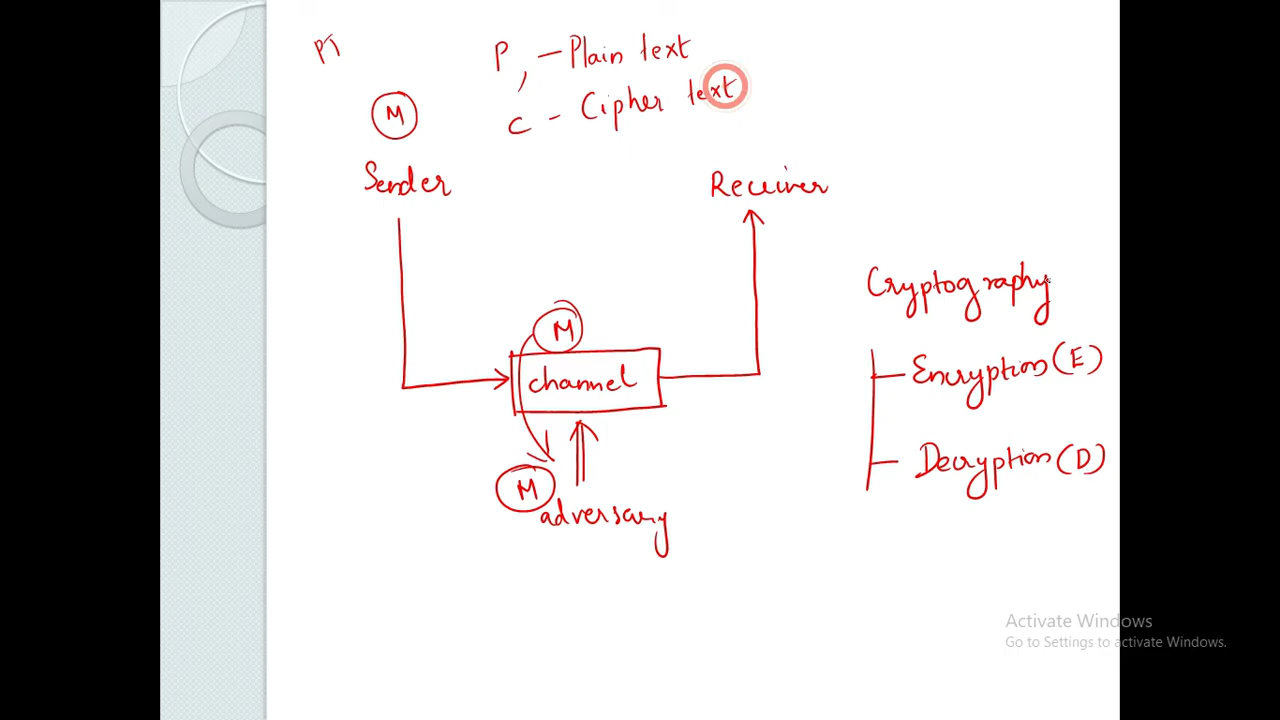 PT
P, - Plain text
C - Cipher text
M
Sender
Receiver
Cryptography
M
channel
Encryption (E)
Decryption (D)
M
adversary
Activate Windows
Go to Settings to activate Windows.